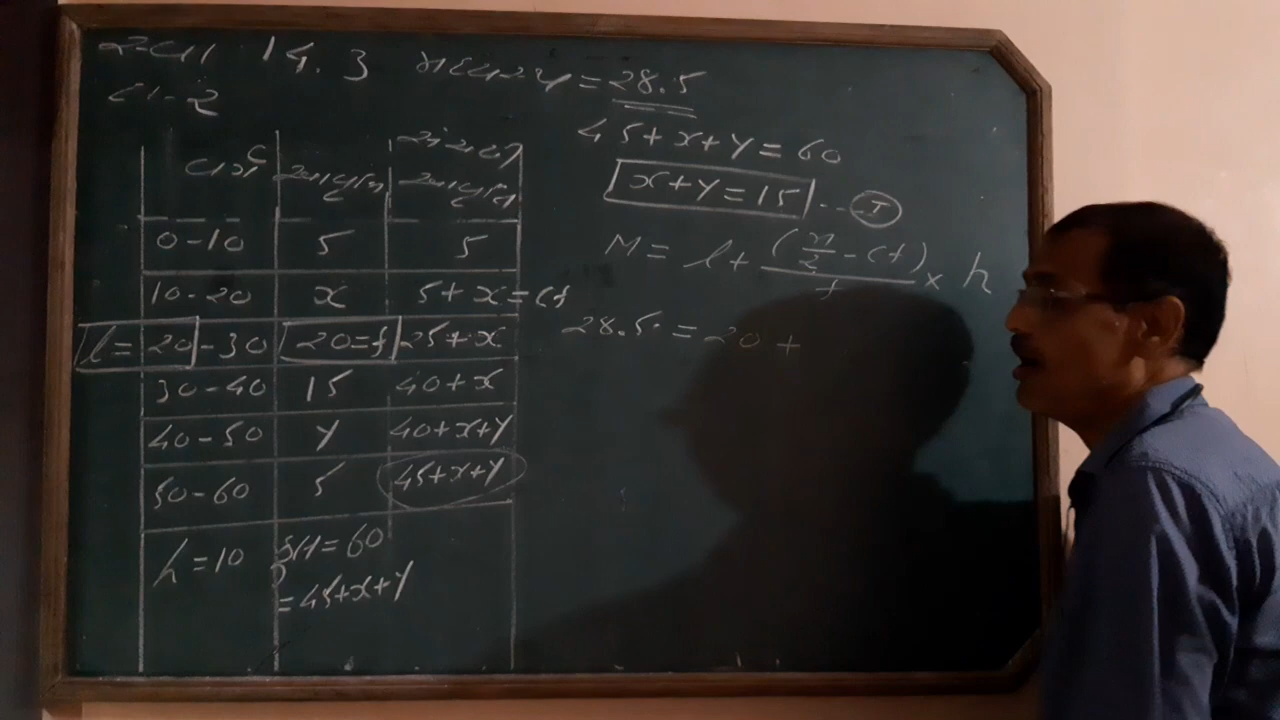 14.3 = 28.5
45+x+y = 60
x+y = 15 --- I
0-10 5 5
M = l + (n/2 - cf)/f × h
10-20 x 5+x = cf
28.5 = 20 +
l = 20-30 20=f 25+x
30-40 15 40+x
40-50 y 40+x+y
50-60 5 45+x+y
h = 10 = 60
= 45+x+y